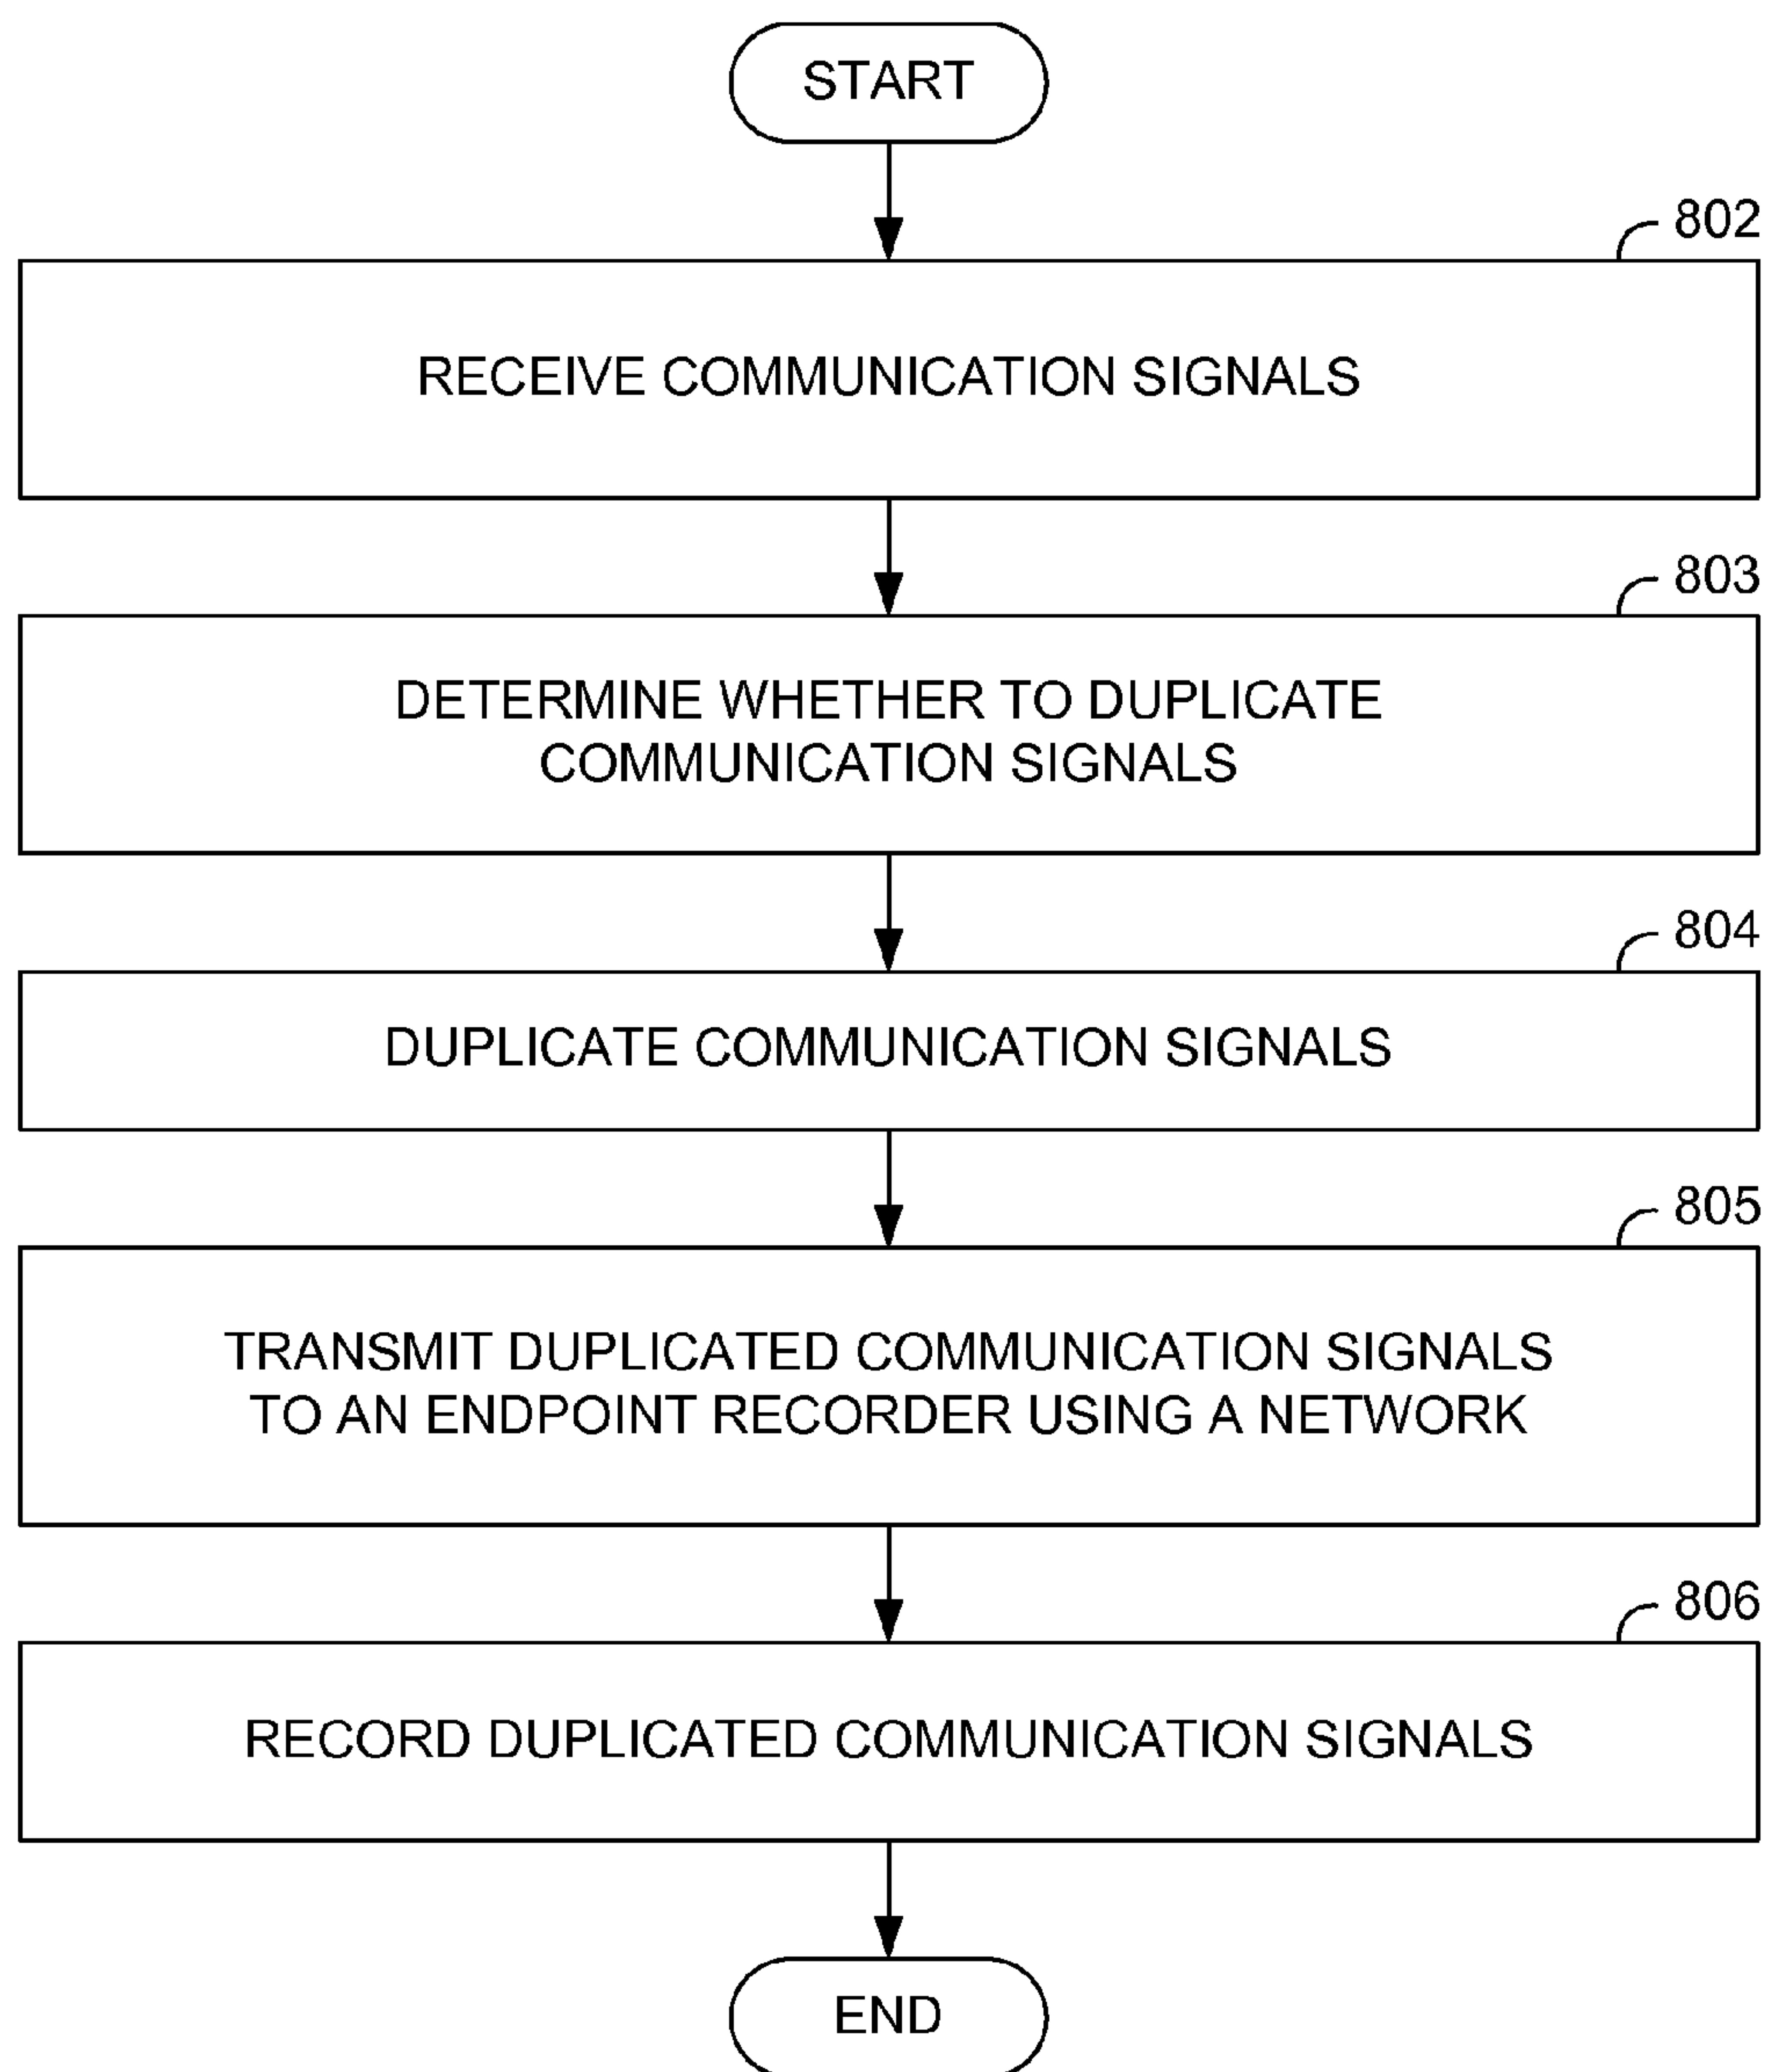 START
802
RECEIVE COMMUNICATION SIGNALS
803
DETERMINE WHETHER TO DUPLICATE
COMMUNICATION SIGNALS
804
DUPLICATE COMMUNICATION SIGNALS
805
TRANSMIT DUPLICATED COMMUNICATION SIGNALS
TO AN ENDPOINT RECORDER USING A NETWORK
806
RECORD DUPLICATED COMMUNICATION SIGNALS
END